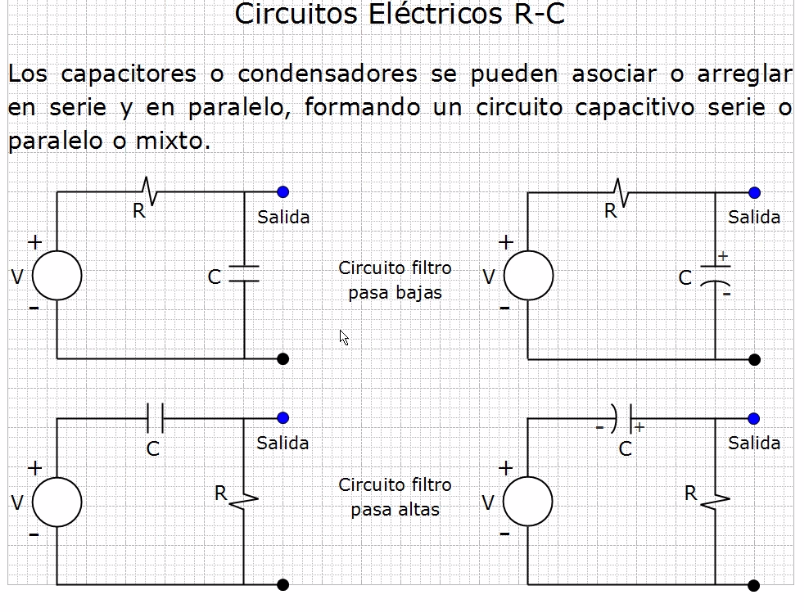 Circuitos Eléctricos R-C
Los capacitores o condensadores se pueden asociar o arreglar
en serie y en paralelo, formando un circuito capacitivo serie o
paralelo o mixto.
R
Salida
+
V
-
C
Circuito filtro
pasa bajas
R
Salida
+
V
-
C
+
-
C
Salida
+
V
-
R
Circuito filtro
pasa altas
-
+
C
Salida
+
V
-
R